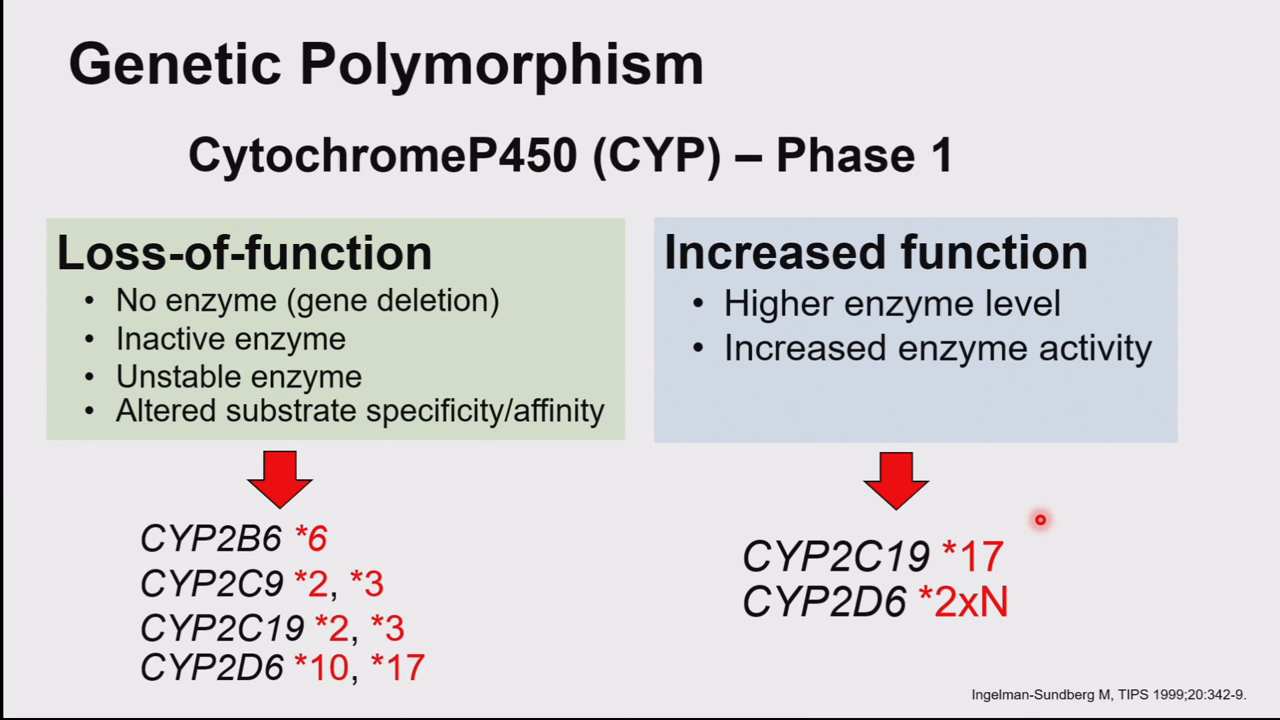 Genetic Polymorphism
CytochromeP450 (CYP) – Phase 1
Loss-of-function
• No enzyme (gene deletion)
• Inactive enzyme
• Unstable enzyme
• Altered substrate specificity/affinity
CYP2B6 *6
CYP2C9 *2, *3
CYP2C19 *2, *3
CYP2D6 *10, *17
Increased function
• Higher enzyme level
• Increased enzyme activity
CYP2C19 *17
CYP2D6 *2xN
Ingelman-Sundberg M, TIPS 1999;20:342-9.